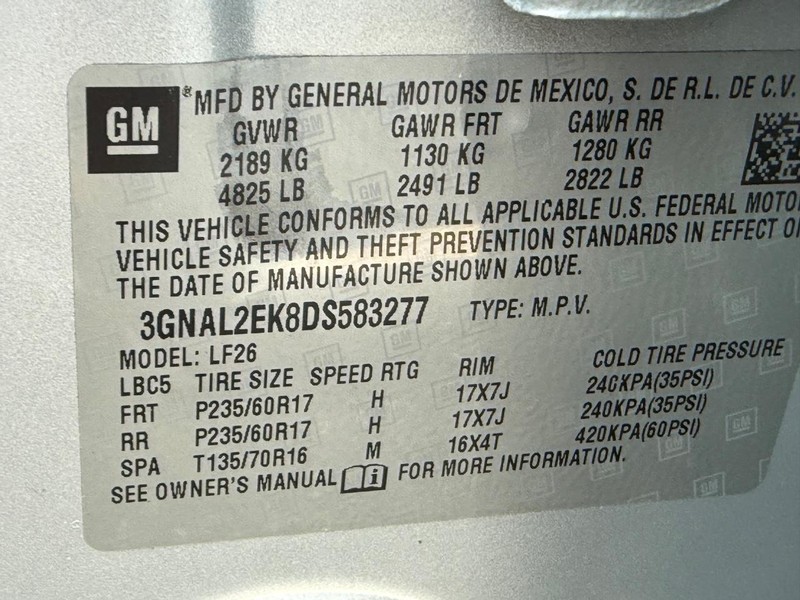 GM ® MFD BY GENERAL MOTORS DE MEXICO, S. DE R.L. DE C.V.
GVWR GAWR FRT GAWR RR
2189 KG 1130 KG 1280 KG
4825 LB 2491 LB 2822 LB
THIS VEHICLE CONFORMS TO ALL APPLICABLE U.S. FEDERAL MOTO
VEHICLE SAFETY AND THEFT PREVENTION STANDARDS IN EFFECT O
THE DATE OF MANUFACTURE SHOWN ABOVE.
3GNAL2EK8DS583277 TYPE: M.P.V.
MODEL: LF26
LBC5 TIRE SIZE SPEED RTG RIM COLD TIRE PRESSURE
FRT P235/60R17 H 17X7J 240KPA(35PSI)
RR P235/60R17 H 17X7J 240KPA(35PSI)
SPA T135/70R16 M 16X4T 420KPA(60PSI)
SEE OWNER'S MANUAL i FOR MORE INFORMATION.